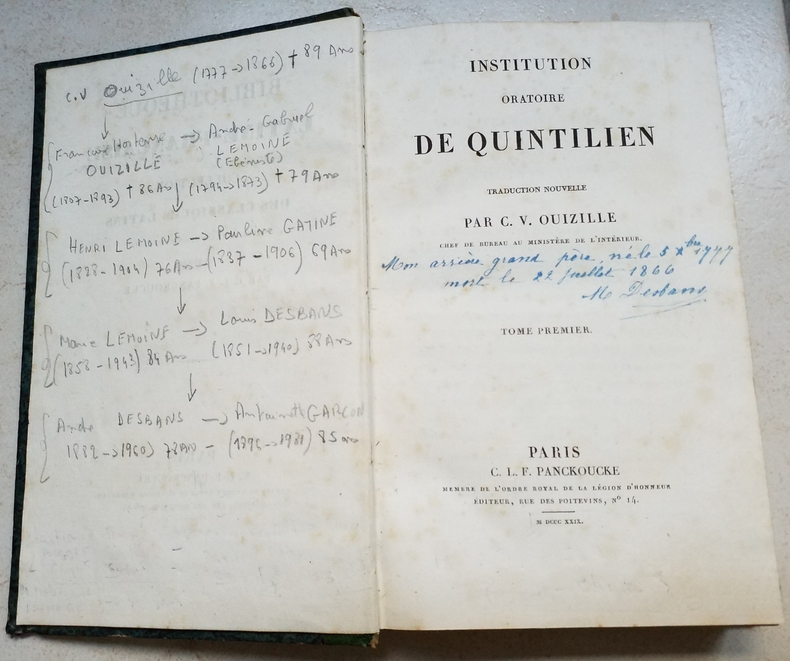 C.V Ouizille (1777→1866) † 89 Ans
Françoise Hortense → André-Gabriel
OUIZILLE LEMOINE
(Ebéniste)
(1807-1893) † 86 Ans (1794-1873) † 79 Ans
HENRI LEMOINE → Pauline GATINE
(1828-1904) 76 Ans - (1837-1906) 69 Ans
Marie LEMOINE → Louis DESBANS
(1858-1943) 84 Ans (1851→1940) 88 Ans
André DESBANS → GARCON
1882→1960) 78 Ans - (1896→1981) 85 ans
INSTITUTION
ORATOIRE
DE QUINTILIEN
TRADUCTION NOUVELLE
PAR C. V. OUIZILLE
CHEF DE BUREAU AU MINISTÈRE DE L'INTÉRIEUR.
Mon arrière grand père, né le 5 Xbre 1777
mort le 22 juillet 1866
M Desbans
TOME PREMIER.
PARIS
C. L. F. PANCKOUCKE
MEMBRE DE L'ORDRE ROYAL DE LA LÉGION D'HONNEUR
ÉDITEUR, RUE DES POITEVINS, Nº 14.
M DCCC XXIX.